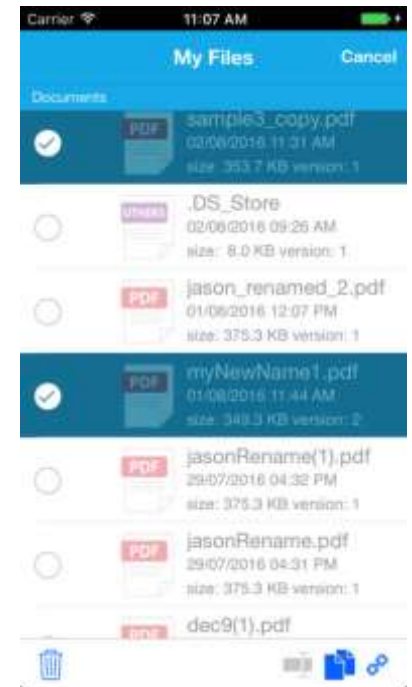 Carrier 11:07 AM
My Files Cancel
Documents
PDF sample3_copy.pdf
02/08/2016 11:31 AM
size: 353.7 KB version: 1
OTHERS .DS_Store
02/08/2016 09:26 AM
size: 8.0 KB version: 1
PDF jason_renamed_2.pdf
01/08/2016 12:07 PM
size: 375.3 KB version: 1
PDF myNewName1.pdf
01/08/2016 11:44 AM
size: 349.3 KB version: 2
PDF jasonRename(1).pdf
29/07/2016 04:32 PM
size: 375.3 KB version: 1
PDF jasonRename.pdf
29/07/2016 04:31 PM
size: 375.3 KB version: 1
PDF dec9(1).pdf